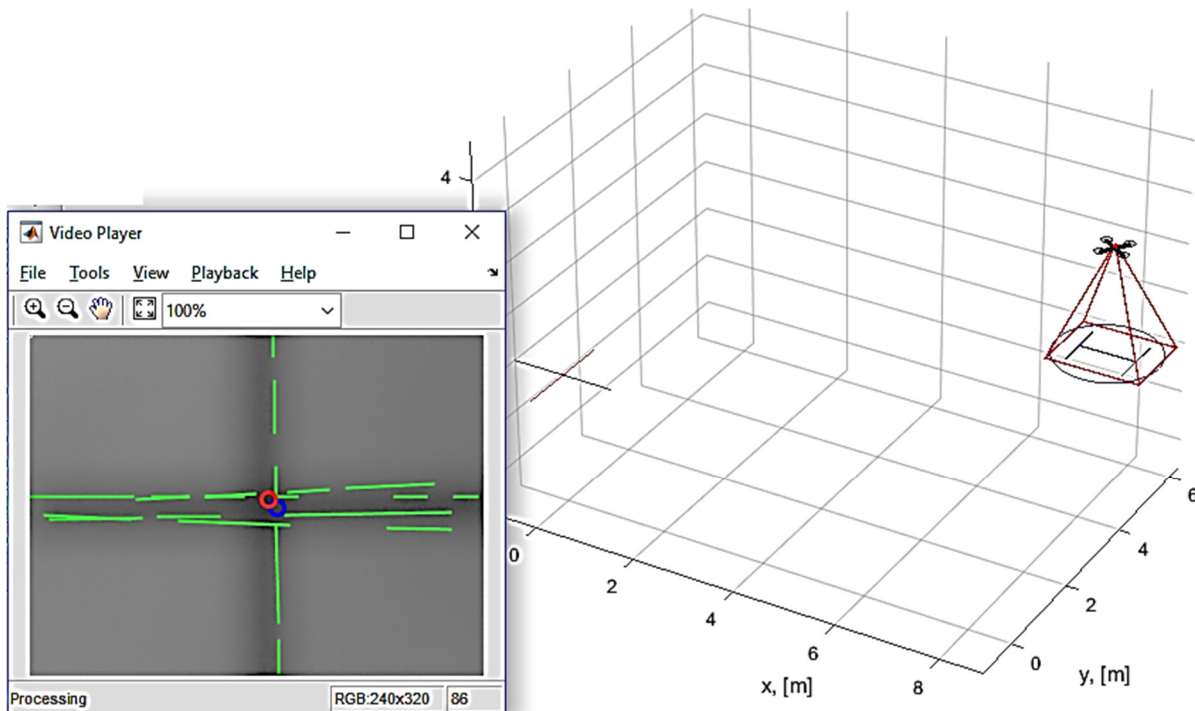 Video Player
File Tools View Playback Help
100%
Processing RGB:240x320 86
4
0
2
4
6
8
x, [m]
0
2
4
6
y, [m]